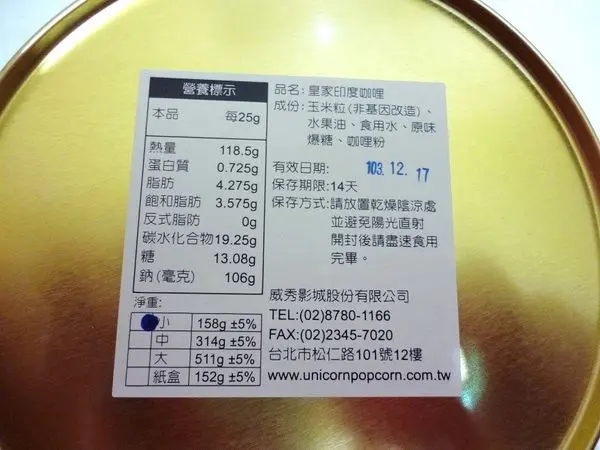 營養標示
本品 每25g
熱量 118.5g
蛋白質 0.725g
脂肪 4.275g
飽和脂肪 3.575g
反式脂肪 0g
碳水化合物19.25g
糖 13.08g
鈉(毫克) 106g
淨重:
小 158g ±5%
中 314g ±5%
大 511g ±5%
紙盒 152g ±5%
品名: 皇家印度咖哩
成份: 玉米粒(非基因改造)、
水果油、食用水、原味
爆糖、咖哩粉
有效日期: 103.12.17
保存期限:14天
保存方式:請放置乾燥陰涼處
並避免陽光直射
開封後請盡速食用
完畢。
威秀影城股份有限公司
TEL:(02)8780-1166
FAX:(02)2345-7020
台北市松仁路101號12樓
www.unicornpopcorn.com.tw